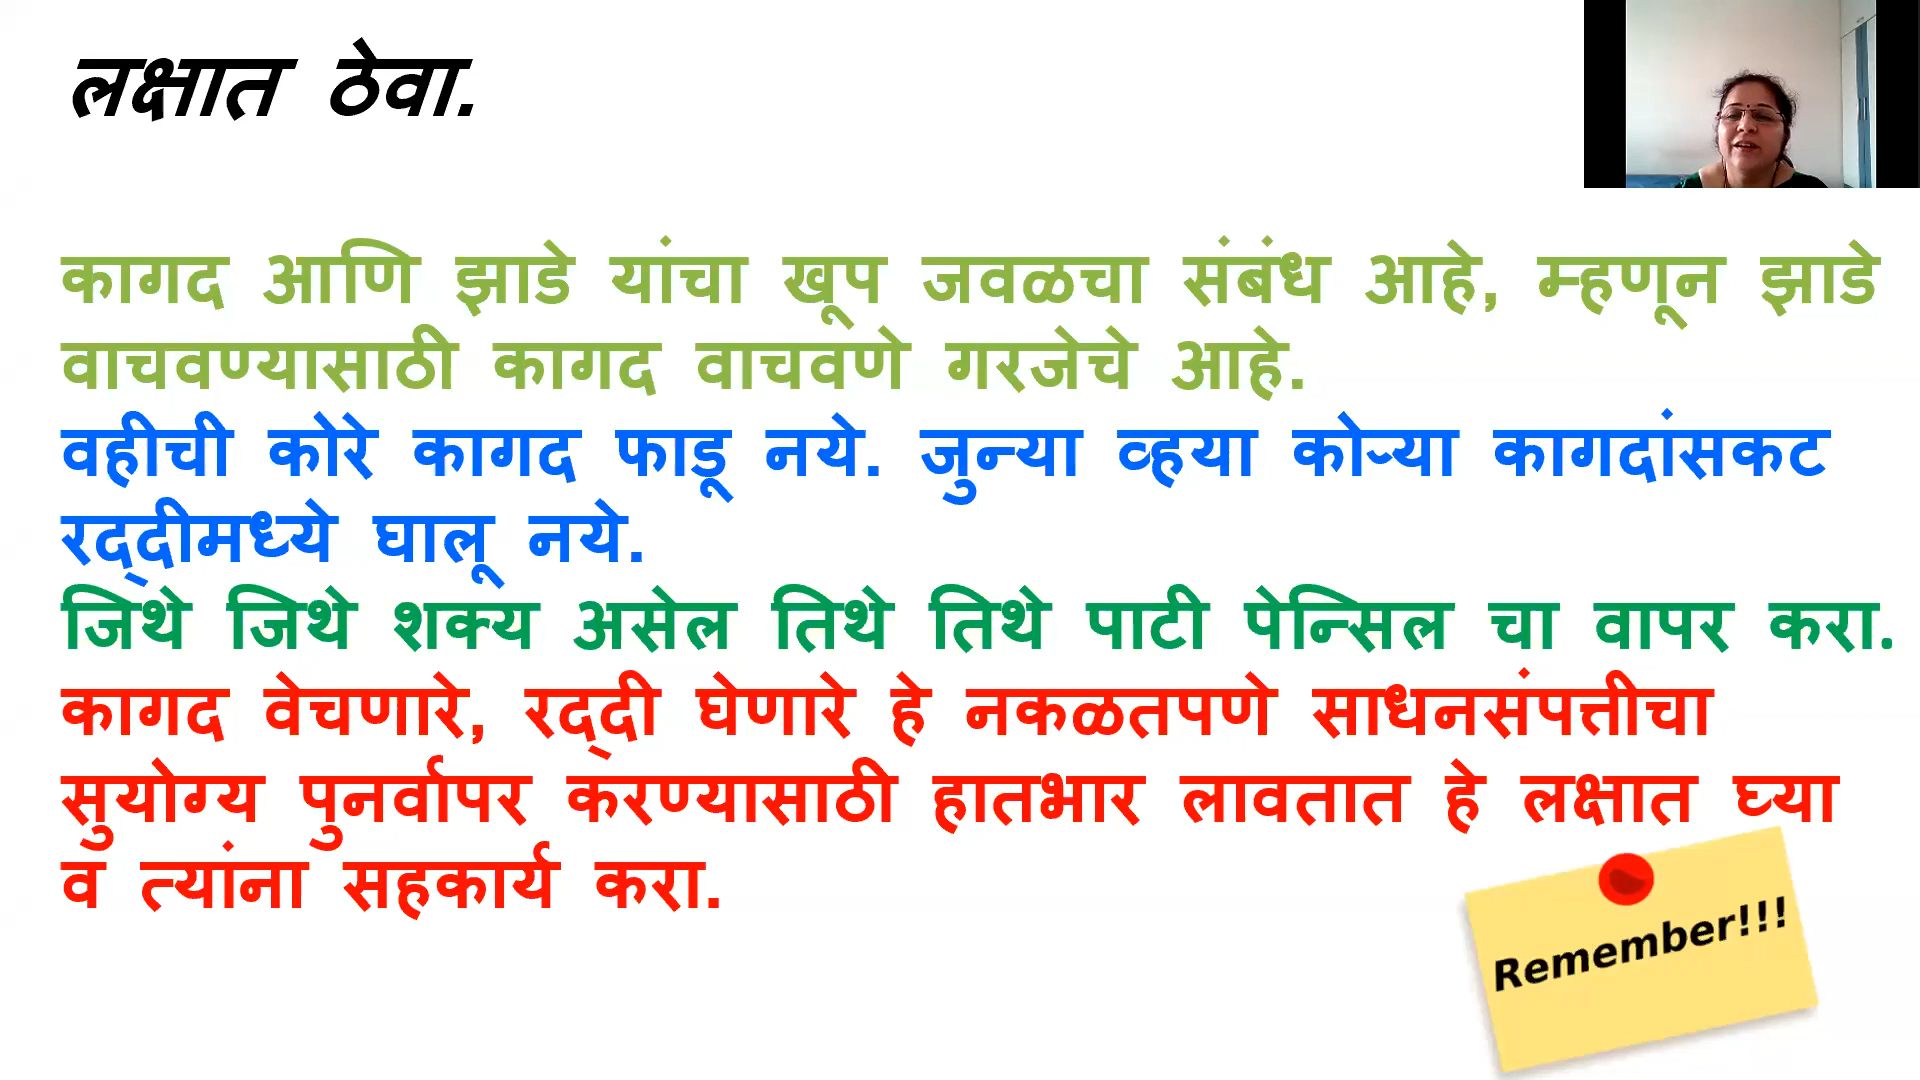 लक्षात ठेवा.
कागद आणि झाडे यांचा खूप जवळचा संबंध आहे, म्हणून झाडे
वाचवण्यासाठी कागद वाचवणे गरजेचे आहे.
वहीची कोरे कागद फाडू नये. जुन्या व्हया कोऱ्या कागदांसकट
रद्दीमध्ये घालू नये.
जिथे जिथे शक्य असेल तिथे तिथे पाटी पेन्सिल चा वापर करा.
कागद वेचणारे, रद्दी घेणारे हे नकळतपणे साधनसंपत्तीचा
सुयोग्य पुनर्वापर करण्यासाठी हातभार लावतात हे लक्षात घ्या
व त्यांना सहकार्य करा.
Remember!!!